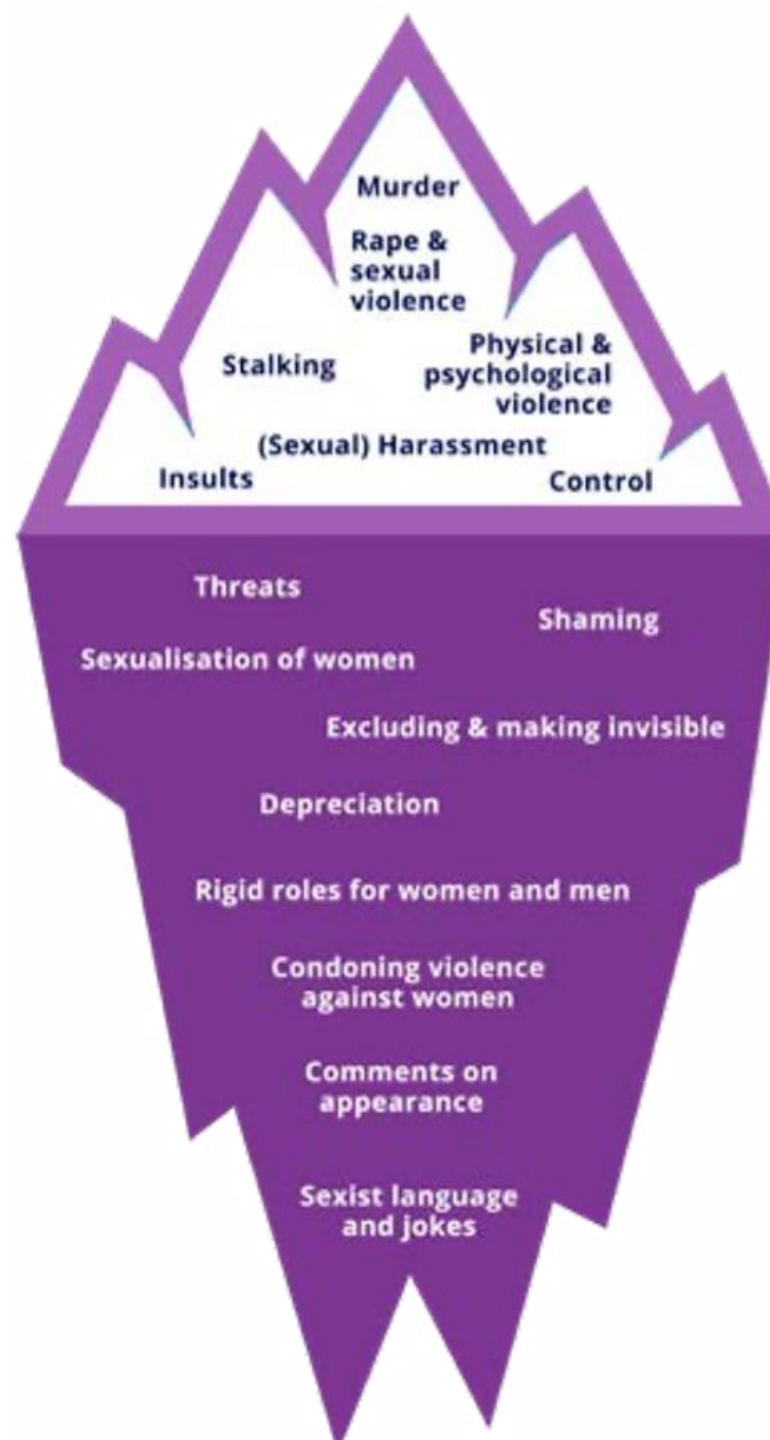 Murder
Rape &
sexual
violence
Stalking
Physical &
psychological
violence
(Sexual) Harassment
Insults
Control
Threats
Shaming
Sexualisation of women
Excluding & making invisible
Depreciation
Rigid roles for women and men
Condoning violence
against women
Comments on
appearance
Sexist language
and jokes